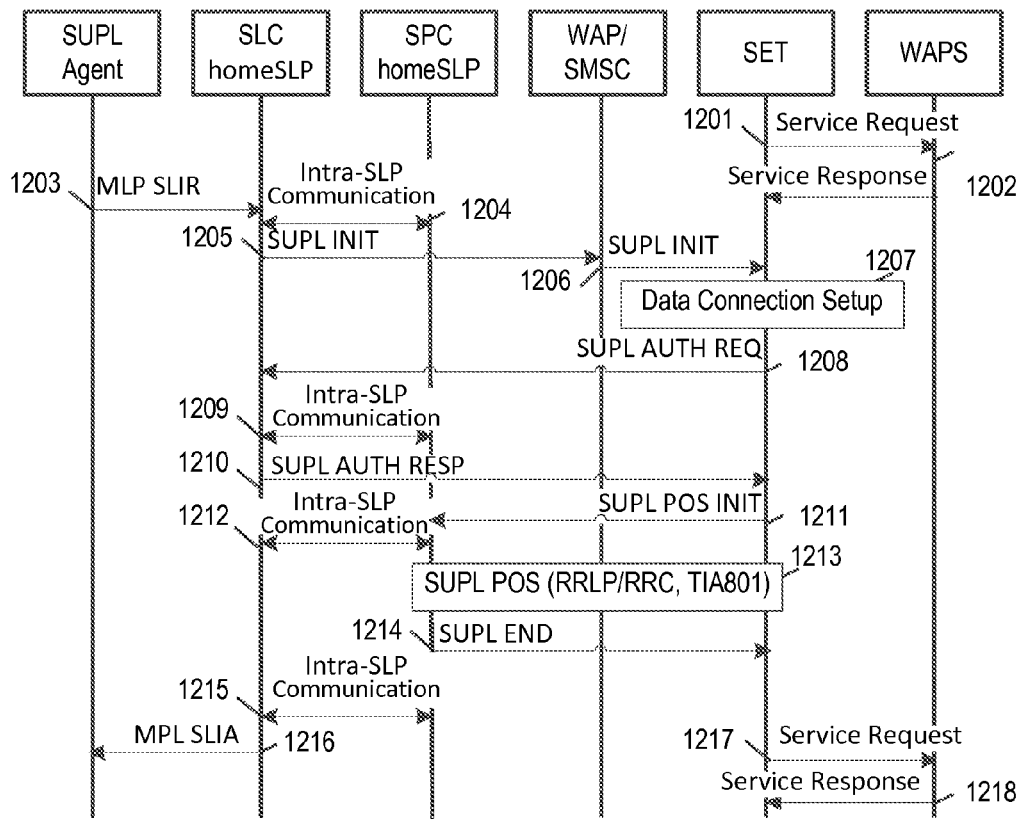 SUPL
Agent
SLC
homeSLP
SPC
homeSLP
WAP/
SMSC
SET
WAPS
1201
Service Request
1202
Service Response
1203
MLP SLIR
Intra-SLP
Communication
1204
1205
SUPL INIT
1206
SUPL INIT
1207
Data Connection Setup
SUPL AUTH REQ
1208
1209
Intra-SLP
Communication
1210
SUPL AUTH RESP
SUPL POS INIT
1211
1212
Intra-SLP
Communication
1213
SUPL POS (RRLP/RRC, TIA801)
1214
SUPL END
1215
Intra-SLP
Communication
MPL SLIA
1216
1217
Service Request
Service Response
1218